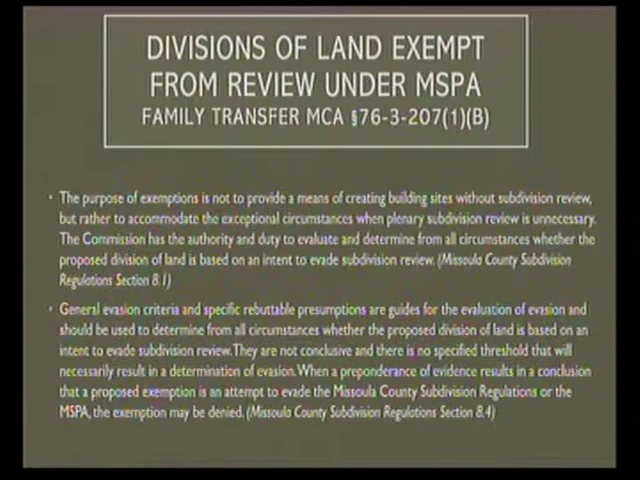 DIVISIONS OF LAND EXEMPT
FROM REVIEW UNDER MSPA
FAMILY TRANSFER MCA §76-3-207(1)(B)
• The purpose of exemptions is not to provide a means of creating building sites without subdivision review,
but rather to accommodate the exceptional circumstances when plenary subdivision review is unnecessary.
The Commission has the authority and duty to evaluate and determine from all circumstances whether the
proposed division of land is based on an intent to evade subdivision review. (Missoula County Subdivision
Regulations Section 8.1)
• General evasion criteria and specific rebuttable presumptions are guides for the evaluation of evasion and
should be used to determine from all circumstances whether the proposed division of land is based on an
intent to evade subdivision review. They are not conclusive and there is no specified threshold that will
necessarily result in a determination of evasion. When a preponderance of evidence results in a conclusion
that a proposed exemption is an attempt to evade the Missoula County Subdivision Regulations or the
MSPA, the exemption may be denied. (Missoula County Subdivision Regulations Section 8.4)